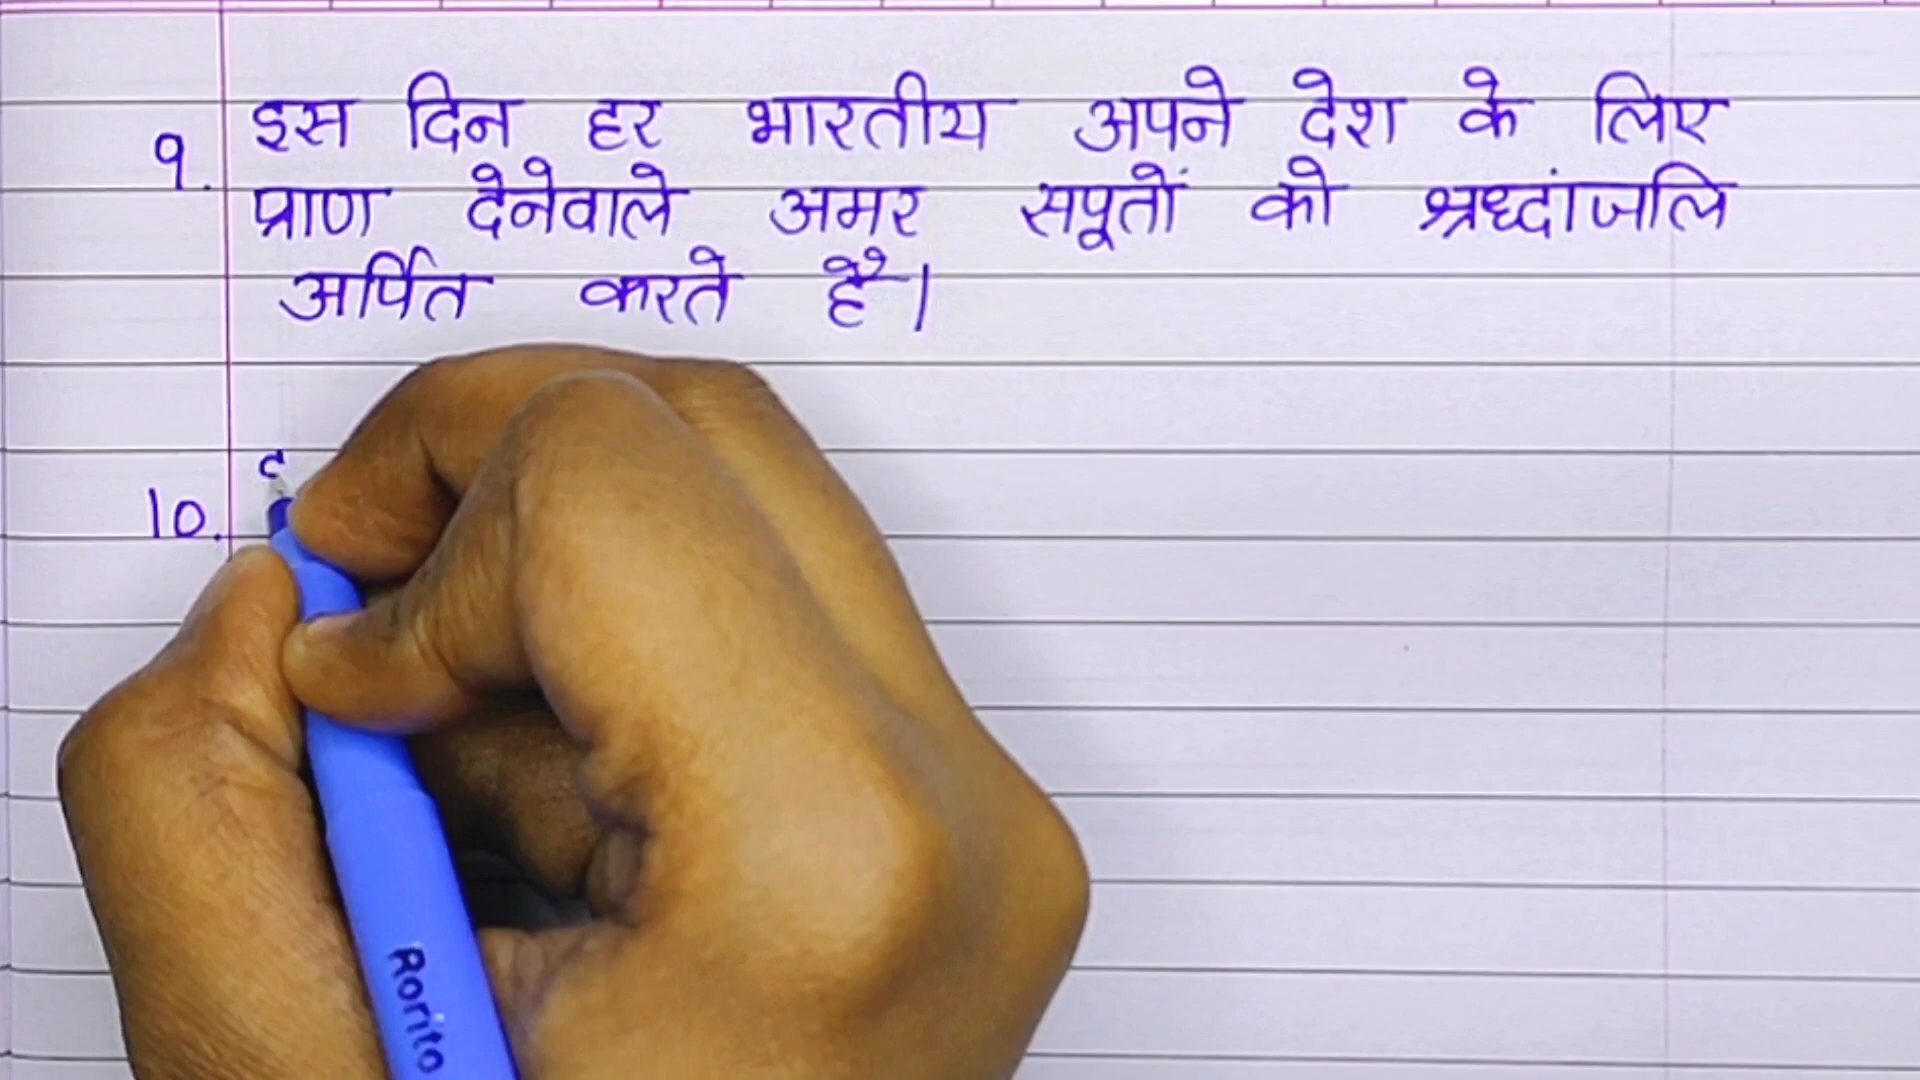 9. इस दिन हर भारतीय अपने देश के लिए
प्राण देनेवाले अमर सपूतों को श्रध्दांजलि
अर्पित करते है।
10.
Rorito